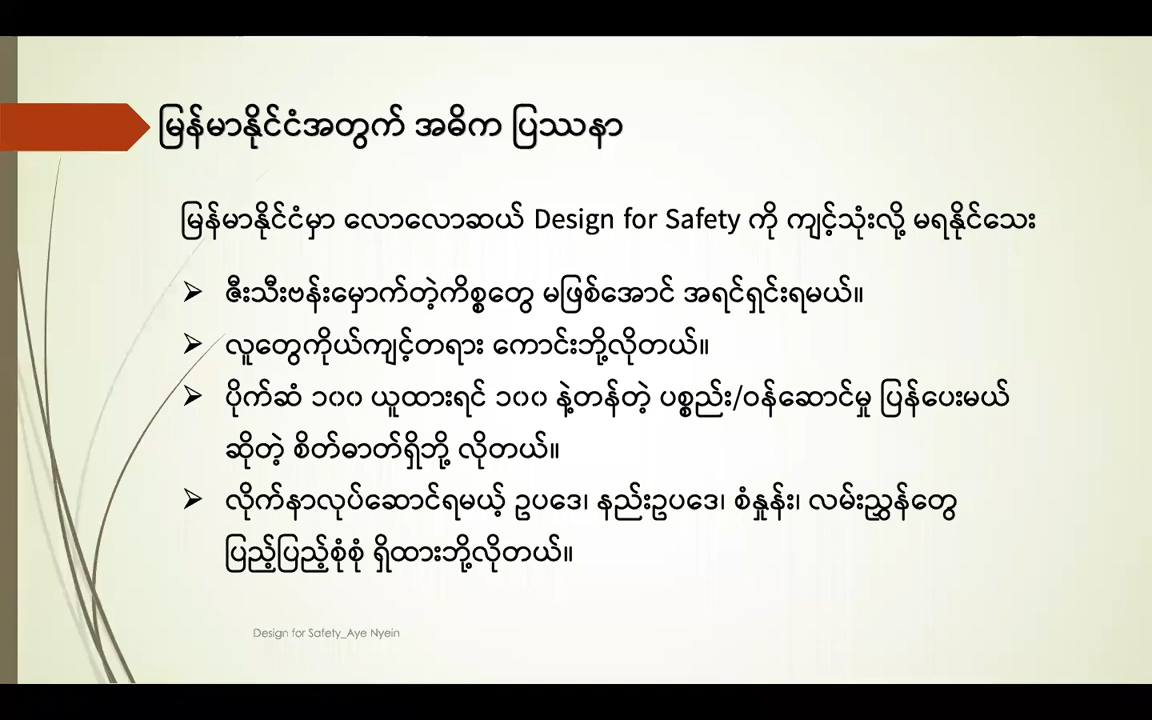 မြန်မာနိုင်ငံအတွက် အဓိက ပြဿနာ
မြန်မာနိုင်ငံမှာ လောလောဆယ် Design for Safety ကို ကျင့်သုံးလို့ မရနိုင်သေး
➢ ဇီးသီးဗန်းမှောက်တဲ့ကိစ္စတွေ မဖြစ်အောင် အရင်ရှင်းရမယ်။
➢ လူတွေကိုယ်ကျင့်တရား ကောင်းဘို့လိုတယ်။
➢ ပိုက်ဆံ ၁၀၀ ယူထားရင် ၁၀၀ နဲ့တန်တဲ့ ပစ္စည်း/ဝန်ဆောင်မှု ပြန်ပေးမယ်
ဆိုတဲ့ စိတ်ဓာတ်ရှိဘို့ လိုတယ်။
➢ လိုက်နာလုပ်ဆောင်ရမယ့် ဥပဒေ၊ နည်းဥပဒေ၊ စံနှုန်း၊ လမ်းညွှန်တွေ
ပြည့်ပြည့်စုံစုံ ရှိထားဘို့လိုတယ်။
Design for Safety_Aye Nyein